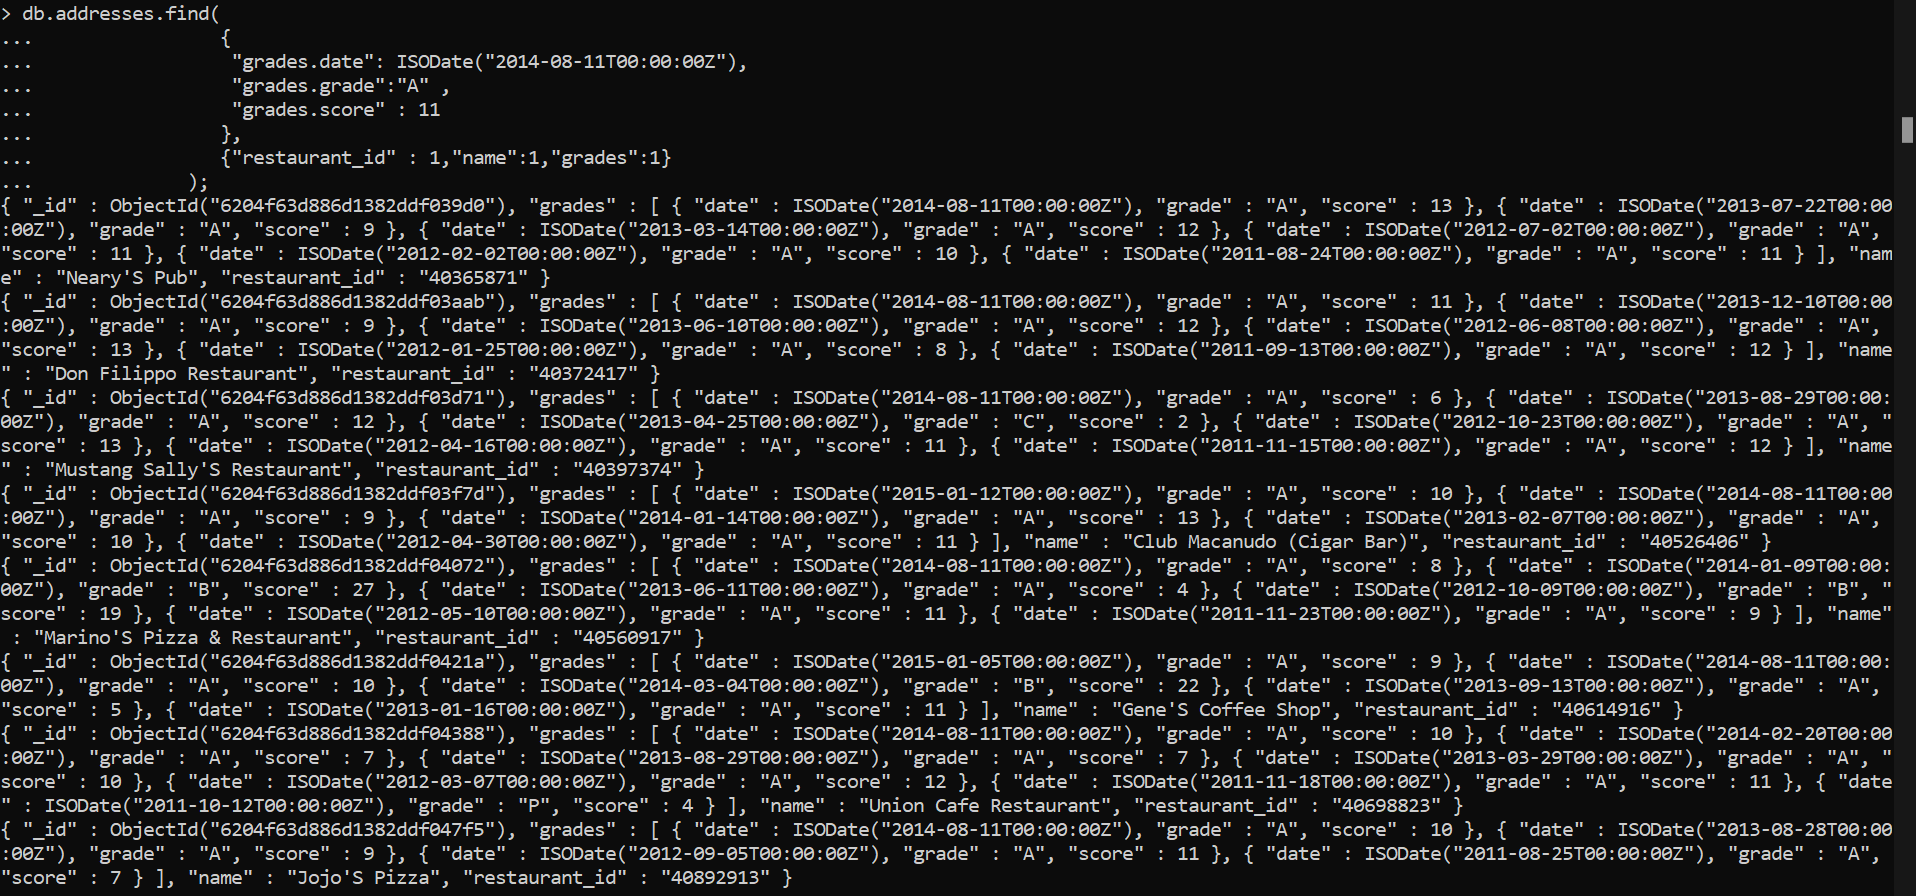 > db.addresses.find(
...                 {
...                  "grades.date": ISODate("2014-08-11T00:00:00Z"),
...                  "grades.grade":"A" ,
...                  "grades.score" : 11
...                 },
...                 {"restaurant_id" : 1,"name":1,"grades":1}
...              );
{ "_id" : ObjectId("6204f63d886d1382ddf039d0"), "grades" : [ { "date" : ISODate("2014-08-11T00:00:00Z"), "grade" : "A", "score" : 13 }, { "date" : ISODate("2013-07-22T00:00
:00Z"), "grade" : "A", "score" : 9 }, { "date" : ISODate("2013-03-14T00:00:00Z"), "grade" : "A", "score" : 12 }, { "date" : ISODate("2012-07-02T00:00:00Z"), "grade" : "A",
"score" : 11 }, { "date" : ISODate("2012-02-02T00:00:00Z"), "grade" : "A", "score" : 10 }, { "date" : ISODate("2011-08-24T00:00:00Z"), "grade" : "A", "score" : 11 } ], "nam
e" : "Neary'S Pub", "restaurant_id" : "40365871" }
{ "_id" : ObjectId("6204f63d886d1382ddf03aab"), "grades" : [ { "date" : ISODate("2014-08-11T00:00:00Z"), "grade" : "A", "score" : 11 }, { "date" : ISODate("2013-12-10T00:00
:00Z"), "grade" : "A", "score" : 9 }, { "date" : ISODate("2013-06-10T00:00:00Z"), "grade" : "A", "score" : 12 }, { "date" : ISODate("2012-06-08T00:00:00Z"), "grade" : "A",
"score" : 13 }, { "date" : ISODate("2012-01-25T00:00:00Z"), "grade" : "A", "score" : 8 }, { "date" : ISODate("2011-09-13T00:00:00Z"), "grade" : "A", "score" : 12 } ], "name
" : "Don Filippo Restaurant", "restaurant_id" : "40372417" }
{ "_id" : ObjectId("6204f63d886d1382ddf03d71"), "grades" : [ { "date" : ISODate("2014-08-11T00:00:00Z"), "grade" : "A", "score" : 6 }, { "date" : ISODate("2013-08-29T00:00:
00Z"), "grade" : "A", "score" : 12 }, { "date" : ISODate("2013-04-25T00:00:00Z"), "grade" : "C", "score" : 2 }, { "date" : ISODate("2012-10-23T00:00:00Z"), "grade" : "A", "
score" : 13 }, { "date" : ISODate("2012-04-16T00:00:00Z"), "grade" : "A", "score" : 11 }, { "date" : ISODate("2011-11-15T00:00:00Z"), "grade" : "A", "score" : 12 } ], "name
" : "Mustang Sally'S Restaurant", "restaurant_id" : "40397374" }
{ "_id" : ObjectId("6204f63d886d1382ddf03f7d"), "grades" : [ { "date" : ISODate("2015-01-12T00:00:00Z"), "grade" : "A", "score" : 10 }, { "date" : ISODate("2014-08-11T00:00
:00Z"), "grade" : "A", "score" : 9 }, { "date" : ISODate("2014-01-14T00:00:00Z"), "grade" : "A", "score" : 13 }, { "date" : ISODate("2013-02-07T00:00:00Z"), "grade" : "A",
"score" : 10 }, { "date" : ISODate("2012-04-30T00:00:00Z"), "grade" : "A", "score" : 11 } ], "name" : "Club Macanudo (Cigar Bar)", "restaurant_id" : "40526406" }
{ "_id" : ObjectId("6204f63d886d1382ddf04072"), "grades" : [ { "date" : ISODate("2014-08-11T00:00:00Z"), "grade" : "A", "score" : 8 }, { "date" : ISODate("2014-01-09T00:00:
00Z"), "grade" : "B", "score" : 27 }, { "date" : ISODate("2013-06-11T00:00:00Z"), "grade" : "A", "score" : 4 }, { "date" : ISODate("2012-10-09T00:00:00Z"), "grade" : "B", "
score" : 19 }, { "date" : ISODate("2012-05-10T00:00:00Z"), "grade" : "A", "score" : 11 }, { "date" : ISODate("2011-11-23T00:00:00Z"), "grade" : "A", "score" : 9 } ], "name"
 : "Marino'S Pizza & Restaurant", "restaurant_id" : "40560917" }
{ "_id" : ObjectId("6204f63d886d1382ddf0421a"), "grades" : [ { "date" : ISODate("2015-01-05T00:00:00Z"), "grade" : "A", "score" : 9 }, { "date" : ISODate("2014-08-11T00:00:
00Z"), "grade" : "A", "score" : 10 }, { "date" : ISODate("2014-03-04T00:00:00Z"), "grade" : "B", "score" : 22 }, { "date" : ISODate("2013-09-13T00:00:00Z"), "grade" : "A",
"score" : 5 }, { "date" : ISODate("2013-01-16T00:00:00Z"), "grade" : "A", "score" : 11 } ], "name" : "Gene'S Coffee Shop", "restaurant_id" : "40614916" }
{ "_id" : ObjectId("6204f63d886d1382ddf04388"), "grades" : [ { "date" : ISODate("2014-08-11T00:00:00Z"), "grade" : "A", "score" : 10 }, { "date" : ISODate("2014-02-20T00:00
:00Z"), "grade" : "A", "score" : 7 }, { "date" : ISODate("2013-08-29T00:00:00Z"), "grade" : "A", "score" : 7 }, { "date" : ISODate("2013-03-29T00:00:00Z"), "grade" : "A", "
score" : 10 }, { "date" : ISODate("2012-03-07T00:00:00Z"), "grade" : "A", "score" : 12 }, { "date" : ISODate("2011-11-18T00:00:00Z"), "grade" : "A", "score" : 11 }, { "date
" : ISODate("2011-10-12T00:00:00Z"), "grade" : "P", "score" : 4 } ], "name" : "Union Cafe Restaurant", "restaurant_id" : "40698823" }
{ "_id" : ObjectId("6204f63d886d1382ddf047f5"), "grades" : [ { "date" : ISODate("2014-08-11T00:00:00Z"), "grade" : "A", "score" : 10 }, { "date" : ISODate("2013-08-28T00:00
:00Z"), "grade" : "A", "score" : 9 }, { "date" : ISODate("2012-09-05T00:00:00Z"), "grade" : "A", "score" : 11 }, { "date" : ISODate("2011-08-25T00:00:00Z"), "grade" : "A",
"score" : 7 } ], "name" : "Jojo'S Pizza", "restaurant_id" : "40892913" }